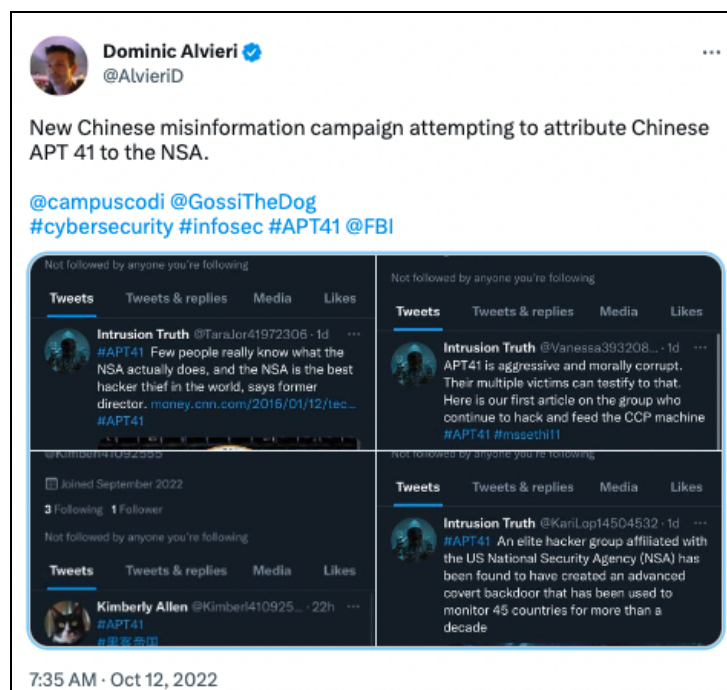 Dominic Alvieri
@AlvieriD
New Chinese misinformation campaign attempting to attribute Chinese
APT 41 to the NSA.
@campuscodi @GossiTheDog
#cybersecurity #infosec #APT41 @FBI
Not followed by anyone you're following
Tweets Tweets & replies Media Likes
Intrusion Truth @TaraJor41972306 · 1d
#APT41 Few people really know what the
NSA actually does, and the NSA is the best
hacker thief in the world, says former
director. money.cnn.com/2016/01/12/tec...
#APT41
Not followed by anyone you're following
Tweets Tweets & replies Media Likes
Intrusion Truth @Vanessa393208... · 1d
APT41 is aggressive and morally corrupt.
Their multiple victims can testify to that.
Here is our first article on the group who
continue to hack and feed the CCP machine
#APT41 #mssethi11
@Kimberl41092555
Joined September 2022
3 Following 1 Follower
Not followed by anyone you're following
Tweets Tweets & replies Media Likes
Kimberly Allen @Kimberl410925... · 22h
#APT41
#黑客帝国
Not followed by anyone you're following
Tweets Tweets & replies Media Likes
Intrusion Truth @KariLop14504532 · 1d
#APT41 An elite hacker group affiliated with
the US National Security Agency (NSA) has
been found to have created an advanced
covert backdoor that has been used to
monitor 45 countries for more than a
decade
7:35 AM · Oct 12, 2022